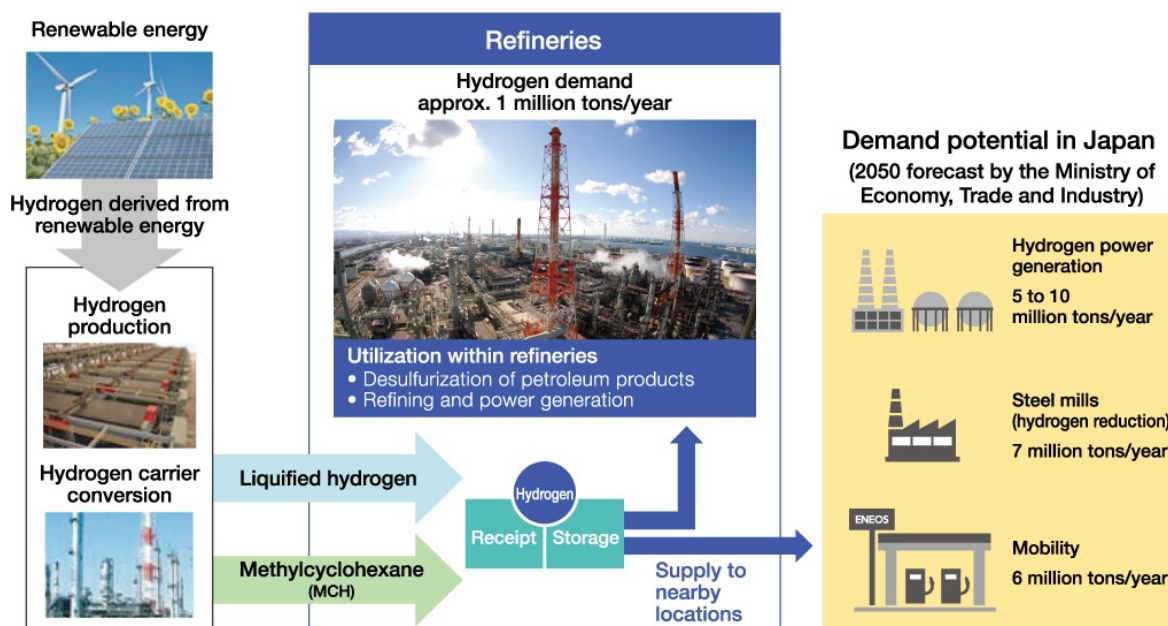 Renewable energy
Hydrogen derived from
renewable energy
Hydrogen
production
Hydrogen carrier
conversion
Refineries
Hydrogen demand
approx. 1 million tons/year
Utilization within refineries
• Desulfurization of petroleum products
• Refining and power generation
Liquified hydrogen
Methylcyclohexane
(MCH)
Hydrogen
Receipt
Storage
Supply to
nearby
locations
Demand potential in Japan
(2050 forecast by the Ministry of
Economy, Trade and Industry)
Hydrogen power
generation
5 to 10
million tons/year
Steel mills
(hydrogen reduction)
7 million tons/year
ENEOS
Mobility
6 million tons/year